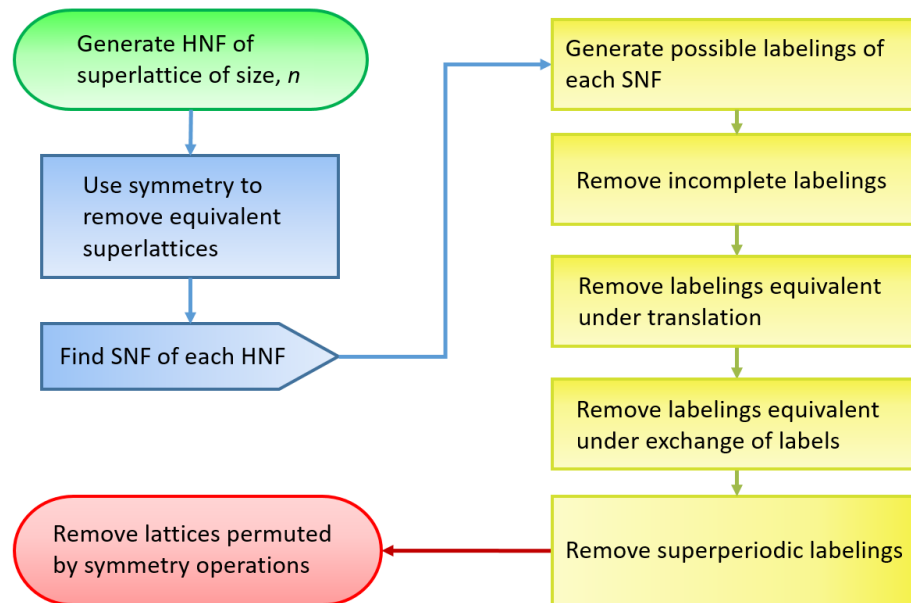 Generate HNF of
superlattice of size, n
Use symmetry to
remove equivalent
superlattices
Find SNF of each HNF
Generate possible labelings of
each SNF
Remove incomplete labelings
Remove labelings equivalent
under translation
Remove labelings equivalent
under exchange of labels
Remove superperiodic labelings
Remove lattices permuted
by symmetry operations